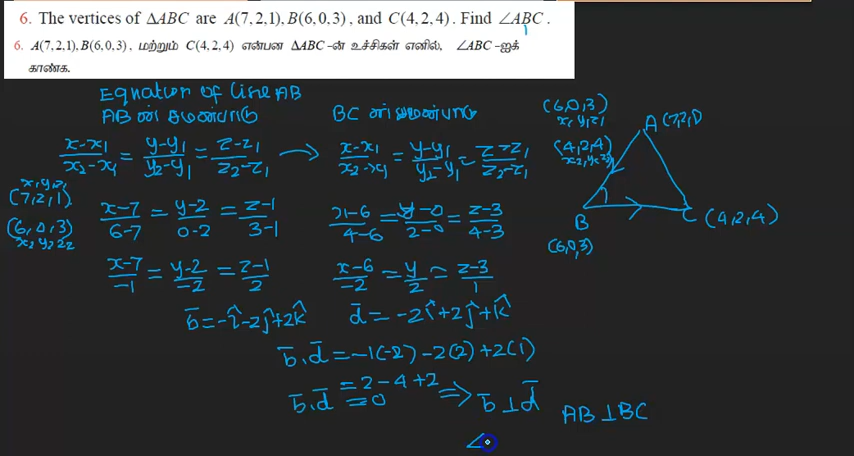 6. The vertices of ΔABC are A(7,2,1), B(6,0,3), and C(4,2,4). Find ∠ABC.
6. A(7,2,1), B(6,0,3), மற்றும் C(4,2,4) என்பன ΔABC-ன் உச்சிகள் எனில், ∠ABC-ஐக்
காண்க.
Equation of line AB
AB ன் சமன்பாடு
BC ன் சமன்பாடு
(x-x₁)/(x₂-x₁) = (y-y₁)/(y₂-y₁) = (z-z₁)/(z₂-z₁) → (x-x₁)/(x₂-x₁) = (y-y₁)/(y₂-y₁) = (z-z₁)/(z₂-z₁)
x₁ y₁ z₁
(7,2,1)
(6,0,3)
x₂ y₂ z₂
(x-7)/(6-7) = (y-2)/(0-2) = (z-1)/(3-1)
(x-6)/(4-6) = (y-0)/(2-0) = (z-3)/(4-3)
(x-7)/-1 = (y-2)/-2 = (z-1)/2
(x-6)/-2 = y/2 = (z-3)/1
b̄ = -î-2ĵ+2k̂
d̄ = -2î+2ĵ+k̂
b̄.d̄ = -1(-2) -2(2) +2(1)
= 2-4+2
b̄.d̄ = 0 ⇒ b̄ ⊥ d̄
AB ⊥ BC
∠
(6,0,3)
x₁ y₁ z₁
(4,2,4)
x₂ y₂ z₂
A (7,2,1)
B
(6,0,3)
C (4,2,4)